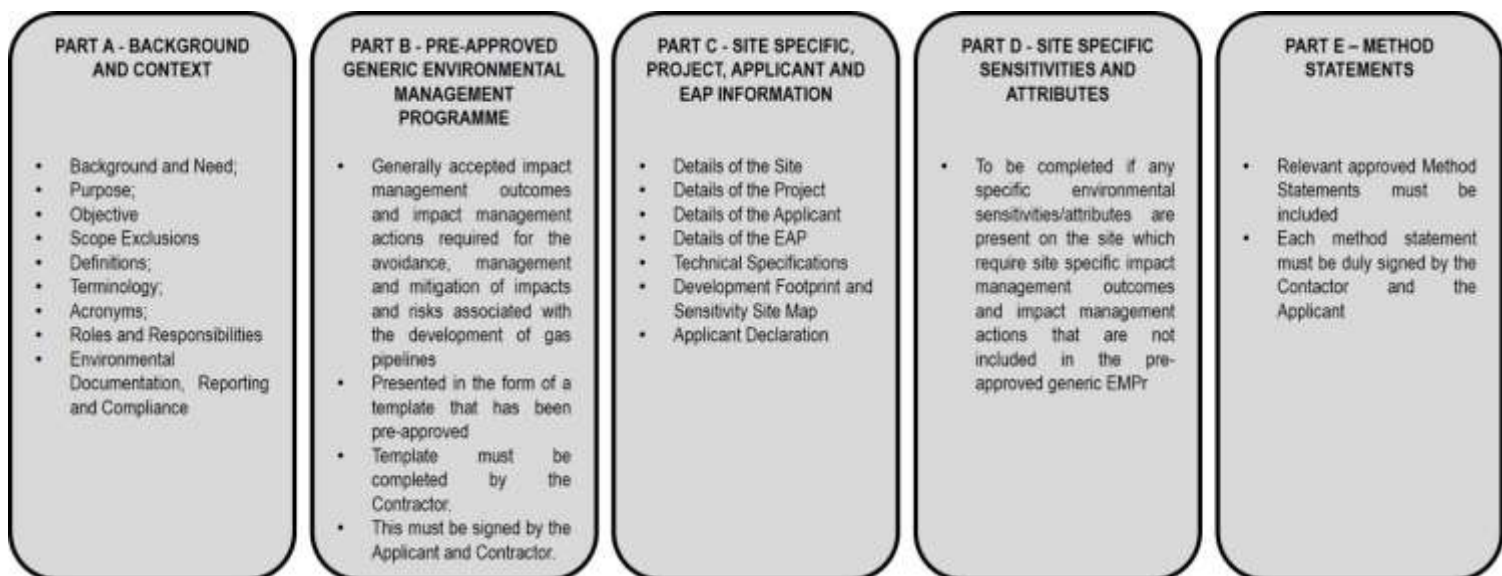 PART A - BACKGROUND
AND CONTEXT
• Background and Need;
• Purpose;
• Objective
• Scope Exclusions
• Definitions;
• Terminology;
• Acronyms;
• Roles and Responsibilities
• Environmental
Documentation, Reporting
and Compliance
PART B - PRE-APPROVED
GENERIC ENVIRONMENTAL
MANAGEMENT
PROGRAMME
• Generally accepted impact
management outcomes
and impact management
actions required for the
avoidance, management
and mitigation of impacts
and risks associated with
the development of gas
pipelines
• Presented in the form of a
template that has been
pre-approved
• Template must be
completed by the
Contractor.
• This must be signed by the
Applicant and Contractor.
PART C - SITE SPECIFIC,
PROJECT, APPLICANT AND
EAP INFORMATION
• Details of the Site
• Details of the Project
• Details of the Applicant
• Details of the EAP
• Technical Specifications
• Development Footprint and
Sensitivity Site Map
• Applicant Declaration
PART D - SITE SPECIFIC
SENSITIVITIES AND
ATTRIBUTES
• To be completed if any
specific environmental
sensitivities/attributes are
present on the site which
require site specific impact
management outcomes
and impact management
actions that are not
included in the pre-
approved generic EMPr
PART E – METHOD
STATEMENTS
• Relevant approved Method
Statements must be
included
• Each method statement
must be duly signed by the
Contactor and the
Applicant